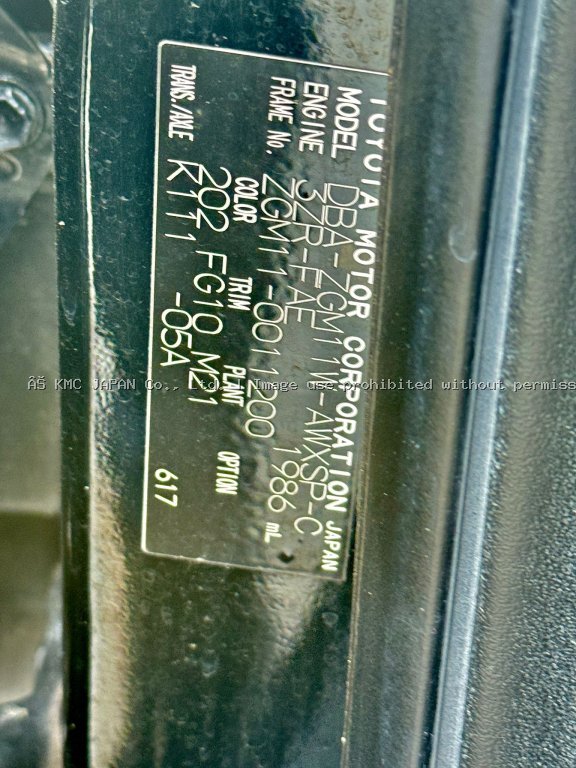 TOYOTA MOTOR CORPORATION JAPAN
MODEL DBA-ZGM11W-AWXSP-C
ENGINE 3ZR-FAE 1986 mL
FRAME No. ZGM11-0011200
COLOR TRIM PLANT OPTION
202 FG10 M21
TRANS./AXLE K111 -05A 617
KMC JAPAN Co., Ltd. Image use prohibited without permiss